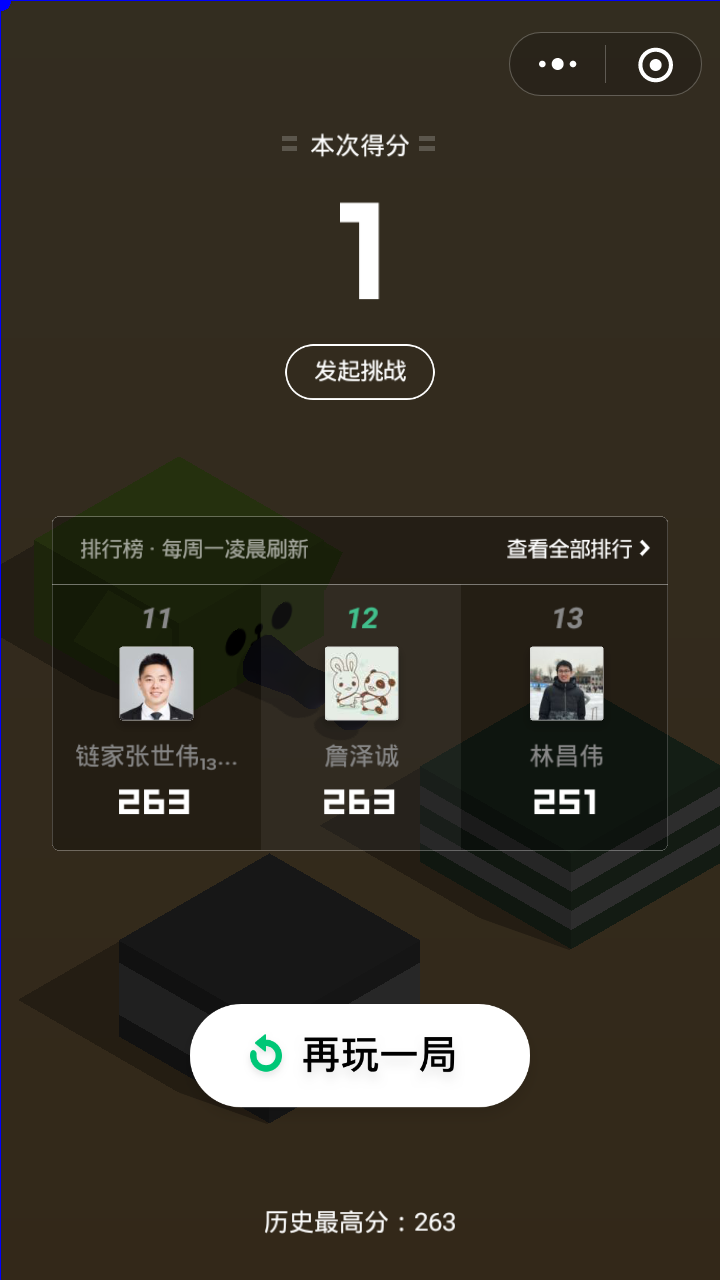 本次得分
1
发起挑战
排行榜 · 每周一凌晨刷新
查看全部排行
11
12
13
链家张世伟13...
詹泽诚
林昌伟
263
263
251
再玩一局
历史最高分：263